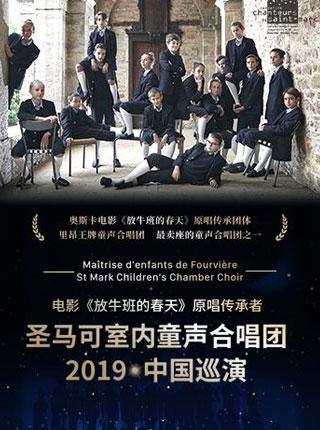 chanteurs
saint-marc
奥斯卡电影《放牛班的春天》原唱传承团体
里昂王牌童声合唱团 最卖座的童声合唱团之一
Maîtrise d'enfants de Fourvière
St Mark Children's Chamber Choir
电影《放牛班的春天》原唱传承者
圣马可室内童声合唱团
2019·中国巡演